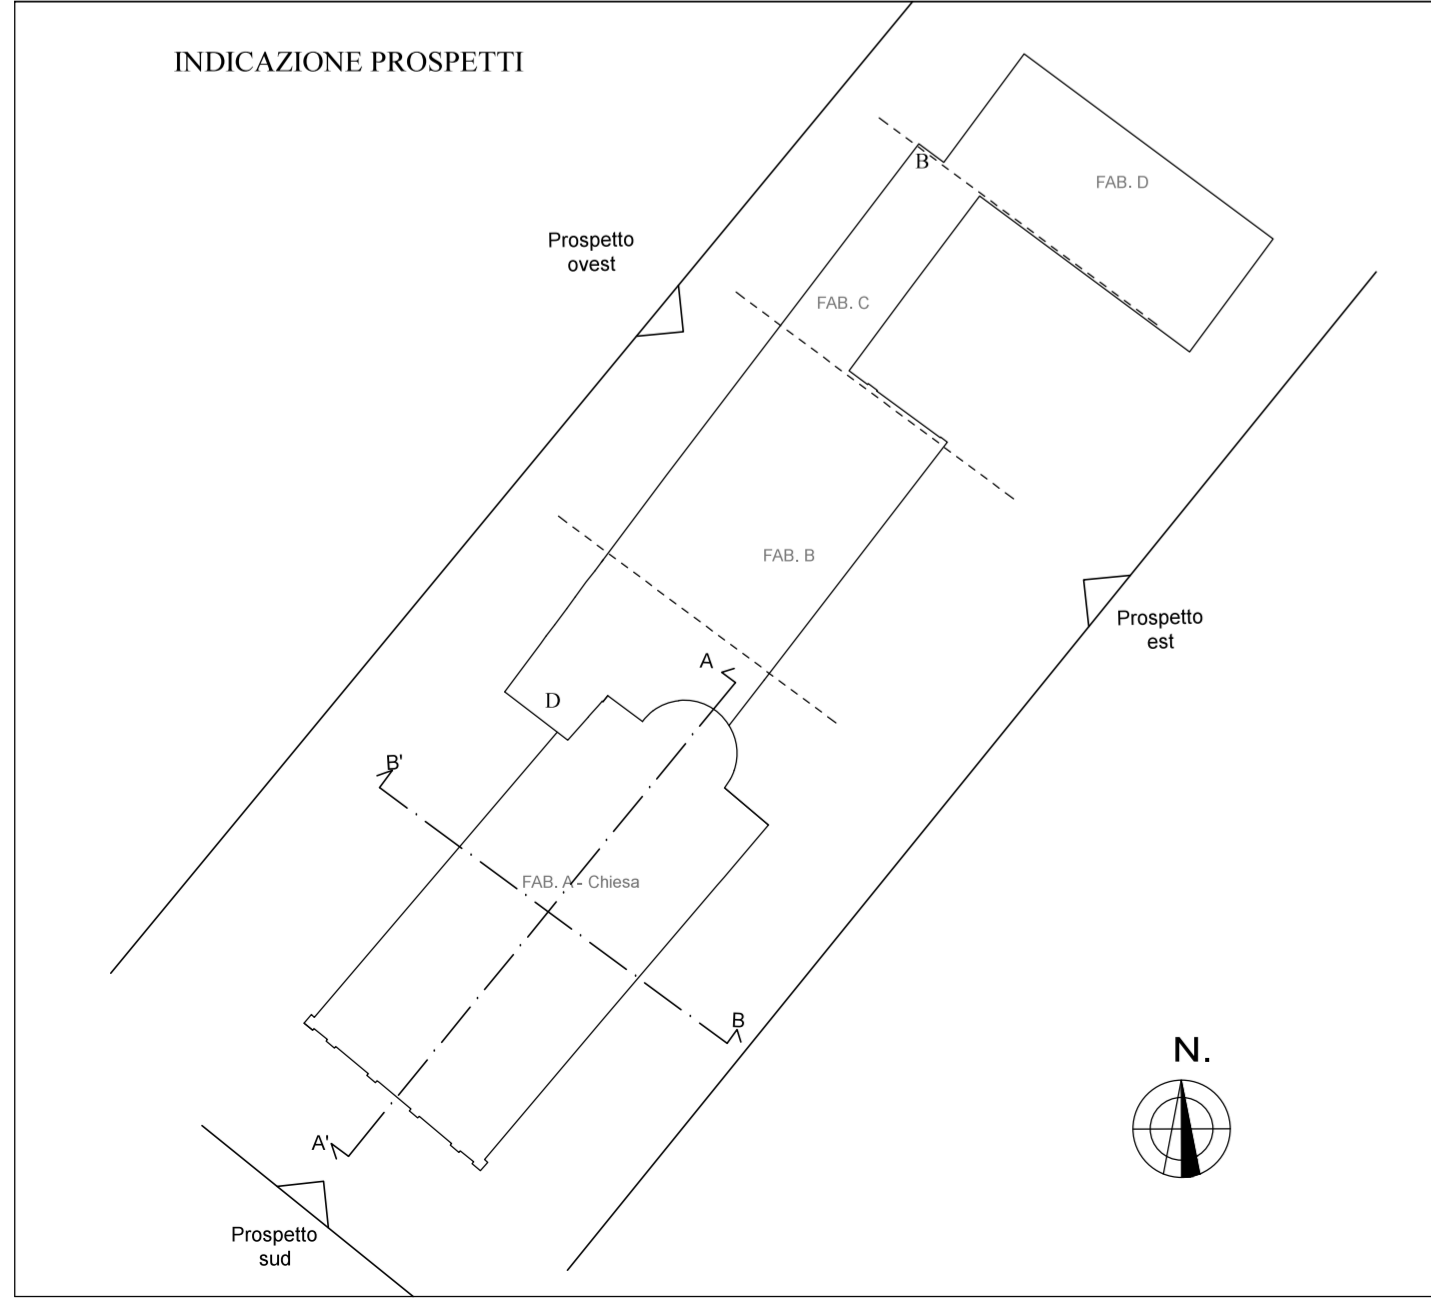 INDICAZIONE PROSPETTI
B
FAB. D
Prospetto
ovest
FAB. C
FAB. B
Prospetto
est
A
D
B'
FAB. A - Chiesa
B
N.
A'
Prospetto
sud